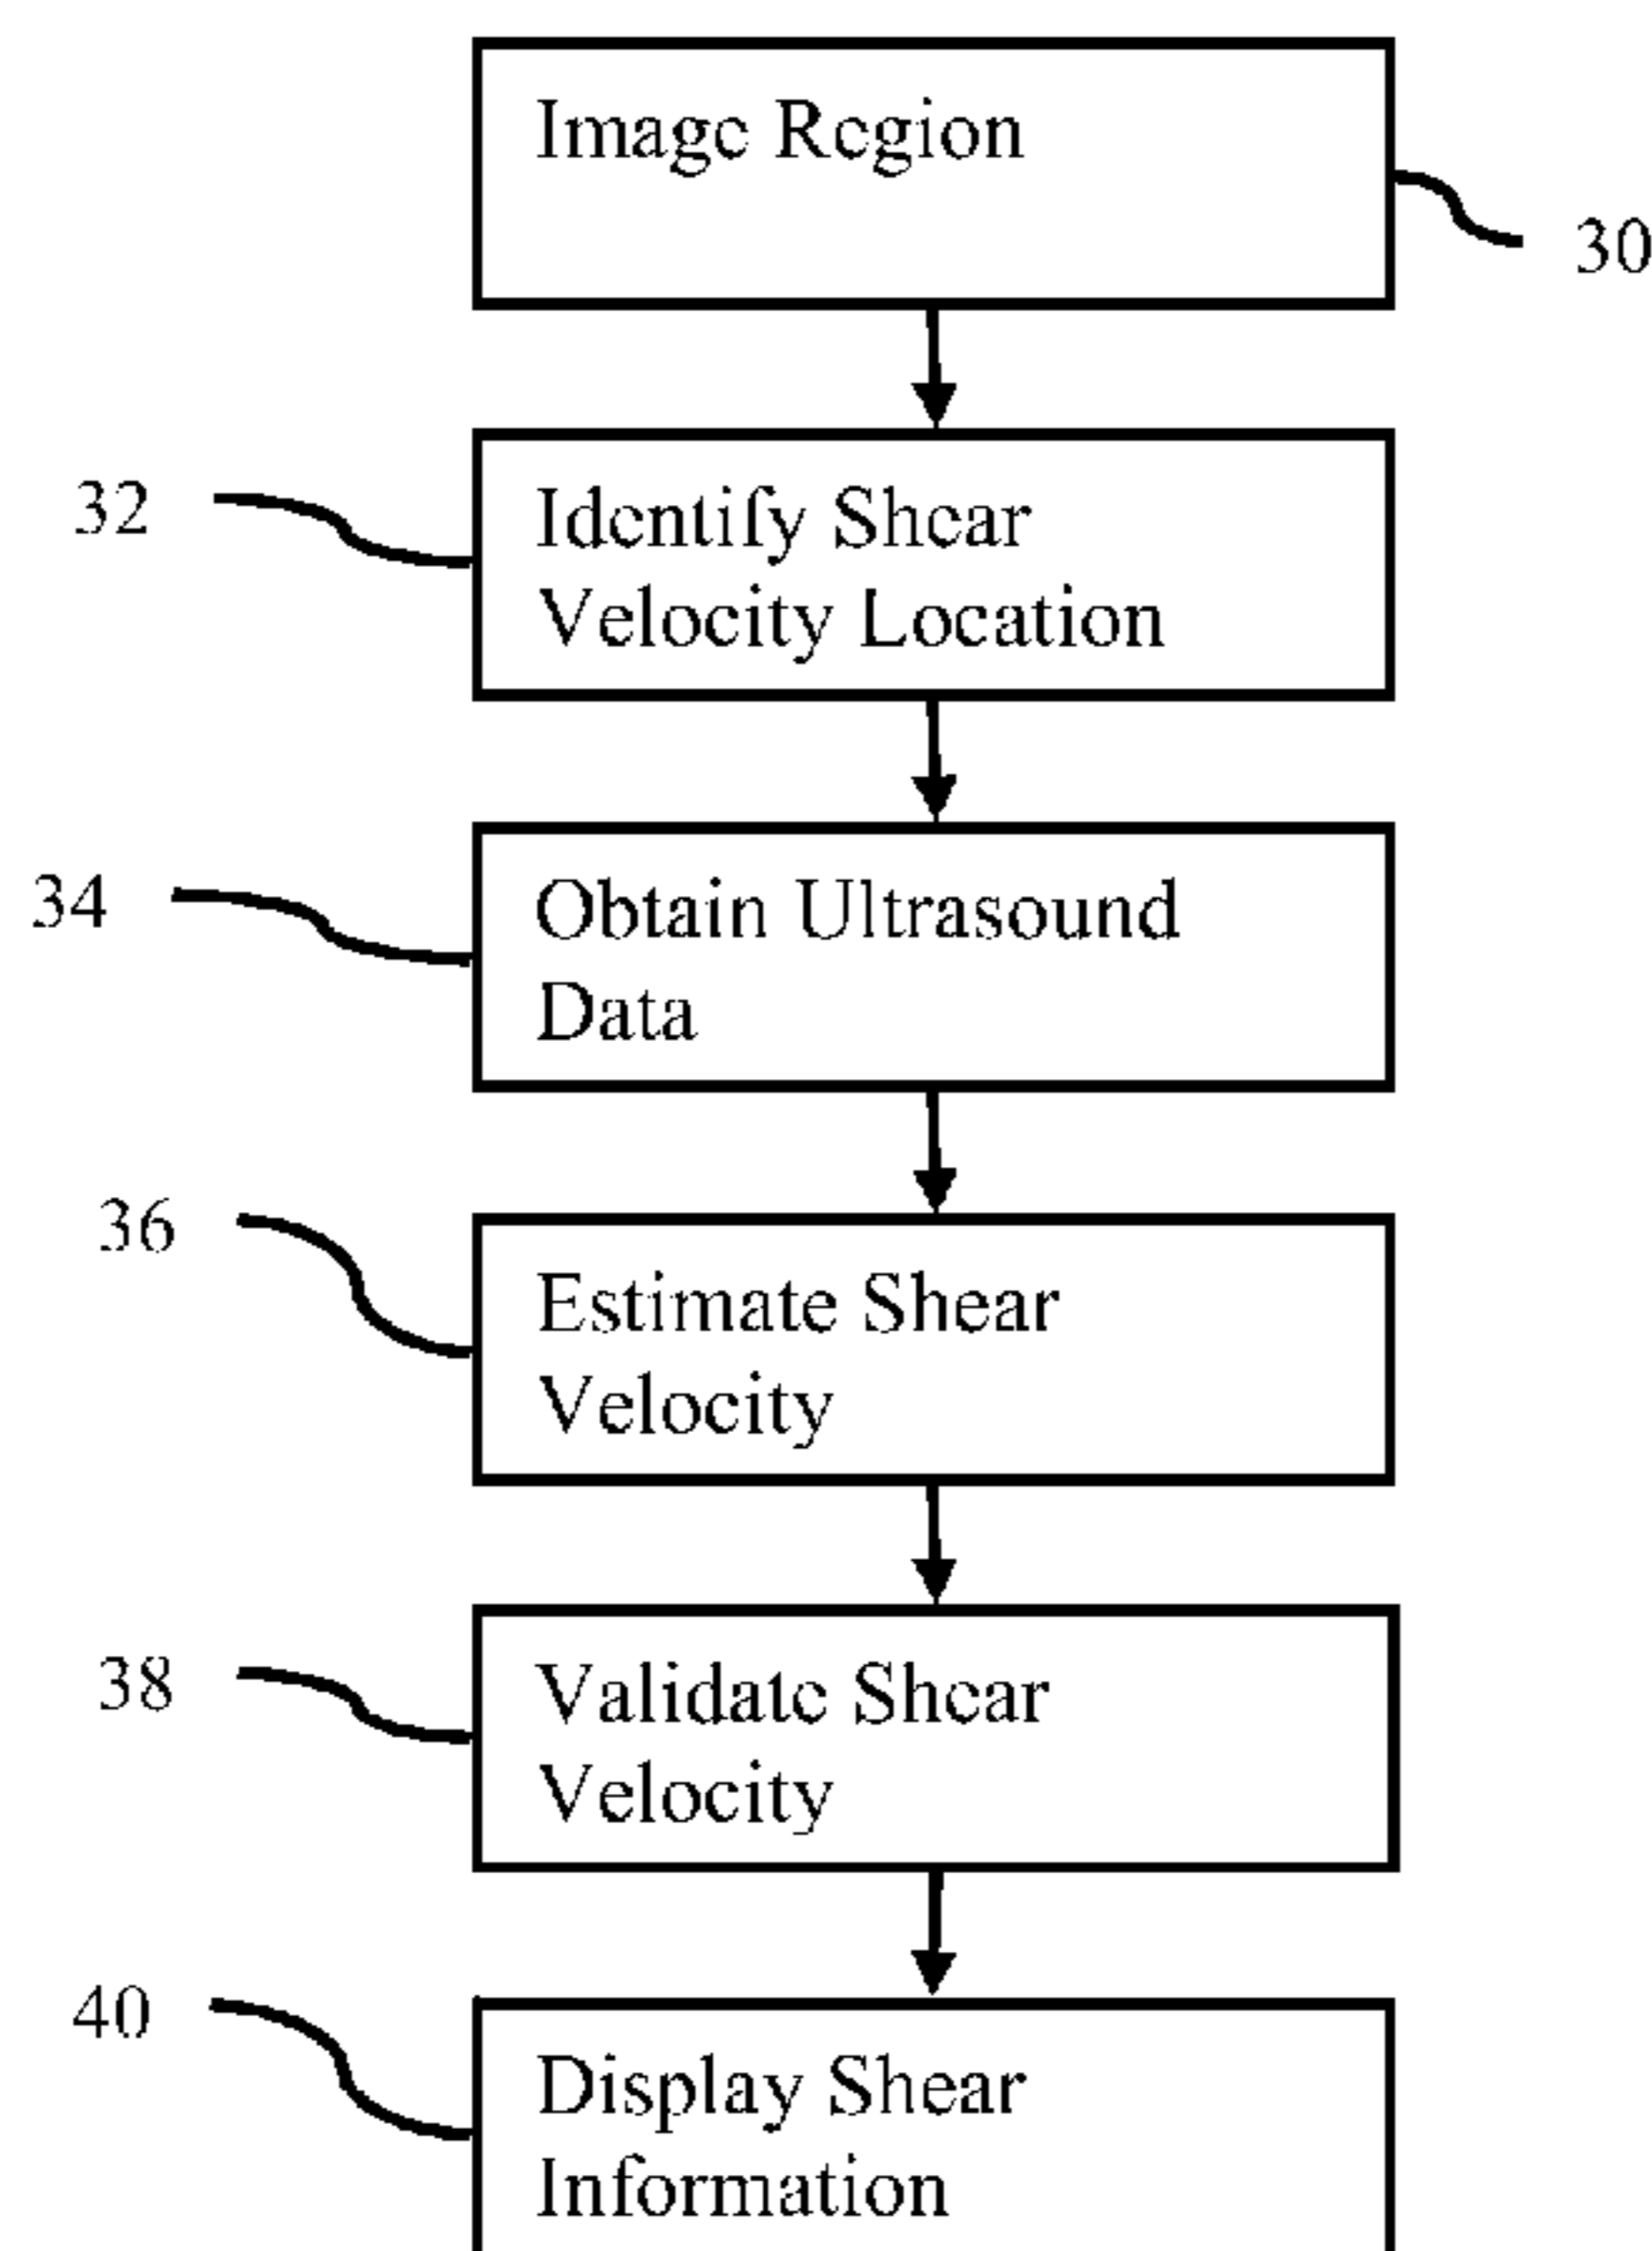 Image Region
30
32
Identify Shear
Velocity Location
34
Obtain Ultrasound
Data
36
Estimate Shear
Velocity
38
Validate Shear
Velocity
40
Display Shear
Information